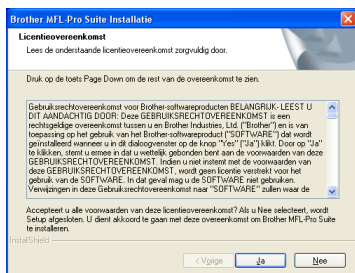 Brother MFL-Pro Suite Installatie
Licentieovereenkomst
Lees de onderstaande licentieovereenkomst zorgvuldig door.
Druk op de toets Page Down om de rest van de overeenkomst te zien.
Gebruiksrechtovereenkomst voor Brother-softwareproducten BELANGRIJK- LEEST U
DIT AANDACHTIG DOOR: Deze GEBRUIKSRECHTOVEREENKOMST is een
rechtsgeldige overeenkomst tussen u en Brother Industries, Ltd. ("Brother") en is van
toepassing op het gebruik van het Brother-softwareproduct ("SOFTWARE") dat wordt
geïnstalleerd wanneer u in dit dialoogvenster op de knop "Yes" ("Ja") klikt. Door op "Ja"
te klikken, stemt u ermee in dat u wettelijk gebonden bent aan de voorwaarden van deze
GEBRUIKSRECHTOVEREENKOMST. Indien u niet instemt met de voorwaarden van
deze GEBRUIKSRECHTOVEREENKOMST, wordt geen licentie verstrekt voor het
gebruik van de SOFTWARE. In dat geval mag u de SOFTWARE niet gebruiken.
Verwijzingen in deze Gebruiksrechtovereenkomst naar "SOFTWARE" zullen waar de
Accepteert u alle voorwaarden van deze licentieovereenkomst? Als u Nee selecteert, wordt
Setup afgesloten. U dient akkoord te gaan met deze overeenkomst om Brother MFL-Pro Suite
te installeren.
InstallShield
< Vorige
Ja
Nee